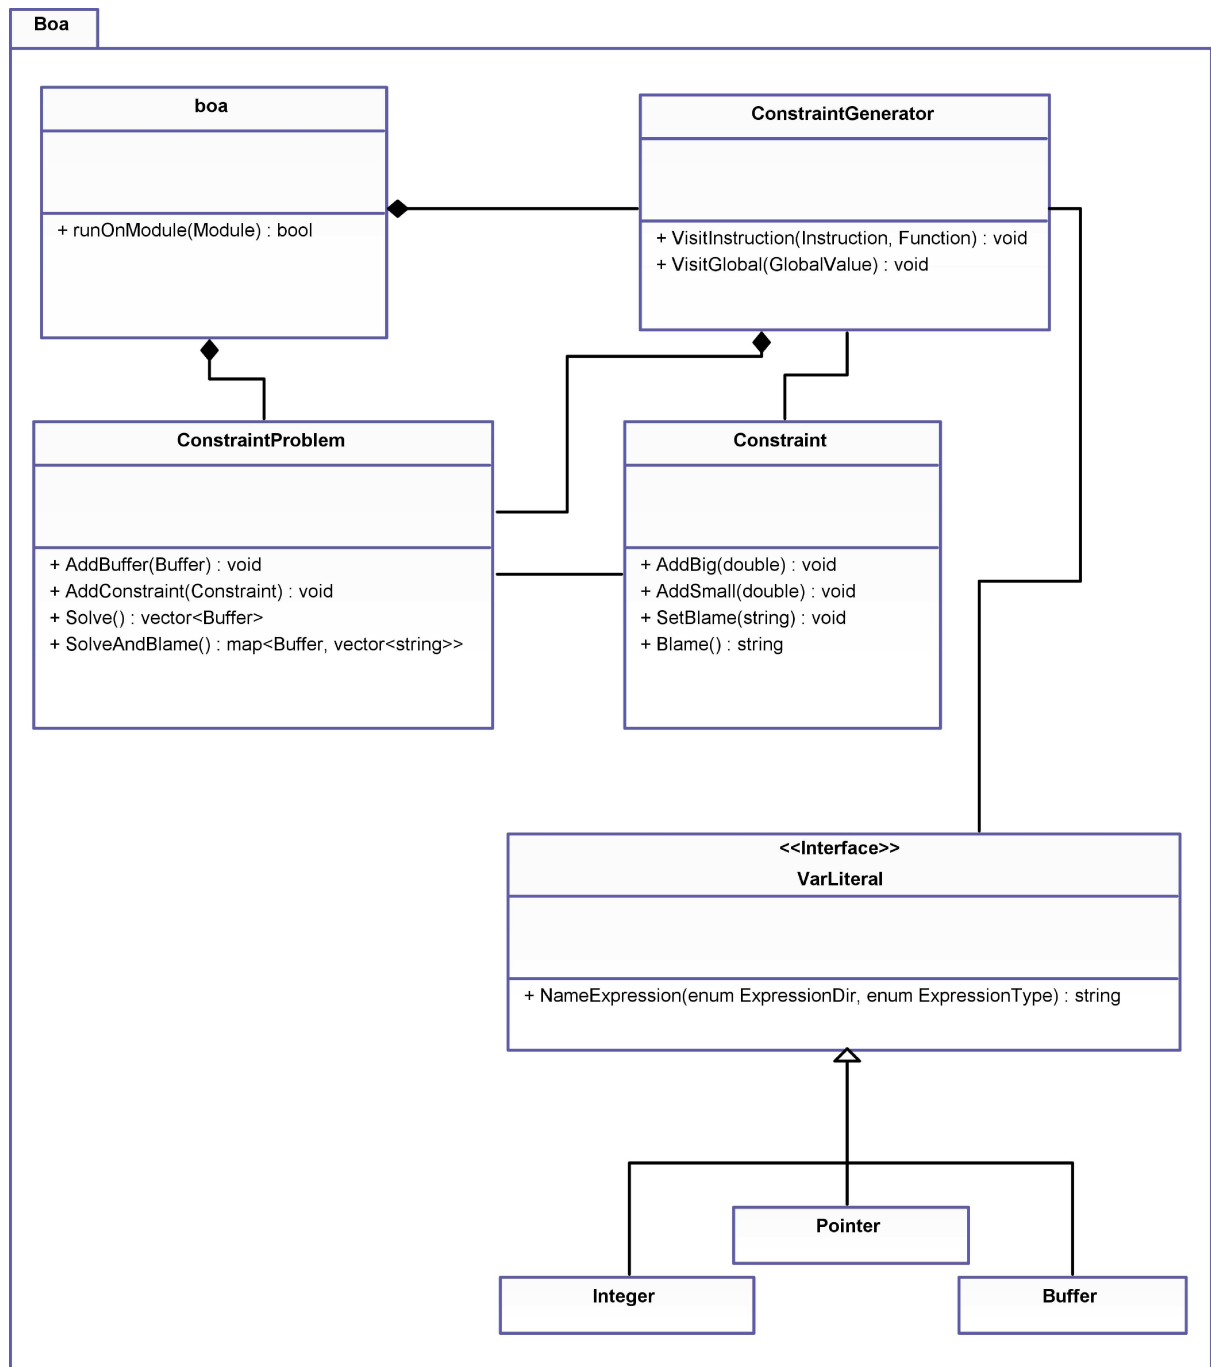 Boa
boa
+ runOnModule(Module) : bool
ConstraintGenerator
+ VisitInstruction(Instruction, Function) : void
+ VisitGlobal(GlobalValue) : void
ConstraintProblem
+ AddBuffer(Buffer) : void
+ AddConstraint(Constraint) : void
+ Solve() : vector<Buffer>
+ SolveAndBlame() : map<Buffer, vector<string>>
Constraint
+ AddBig(double) : void
+ AddSmall(double) : void
+ SetBlame(string) : void
+ Blame() : string
<<Interface>>
VarLiteral
+ NameExpression(enum ExpressionDir, enum ExpressionType) : string
Pointer
Integer
Buffer